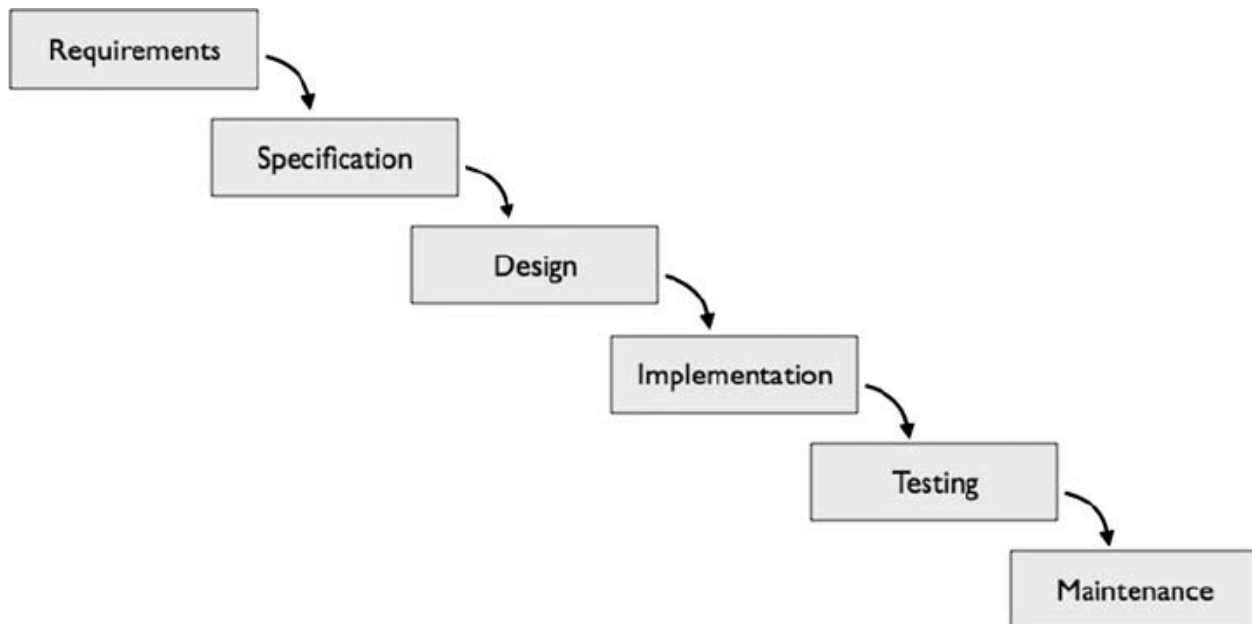 Requirements
Specification
Design
Implementation
Testing
Maintenance